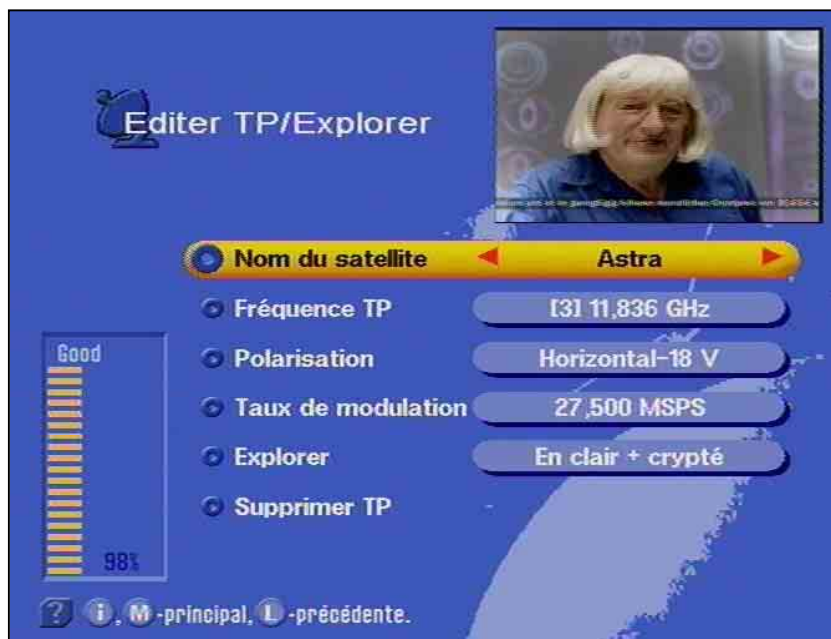 Editer TP/Explorer
Nom du satellite Astra
Fréquence TP [3] 11,836 GHz
Polarisation Horizontal-18 V
Taux de modulation 27,500 MSPS
Explorer En clair + crypté
Supprimer TP
Good
98%
? i, M -principal, L -précédente.